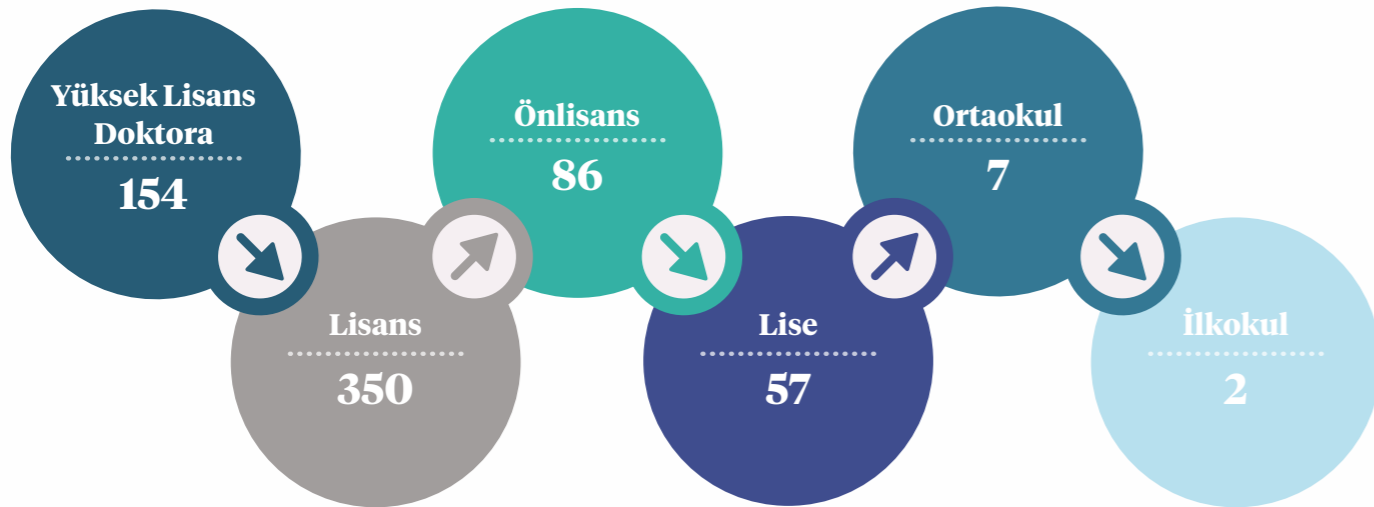 Yüksek Lisans
Doktora
154
Lisans
350
Önlisans
86
Lise
57
Ortaokul
7
İlkokul
2